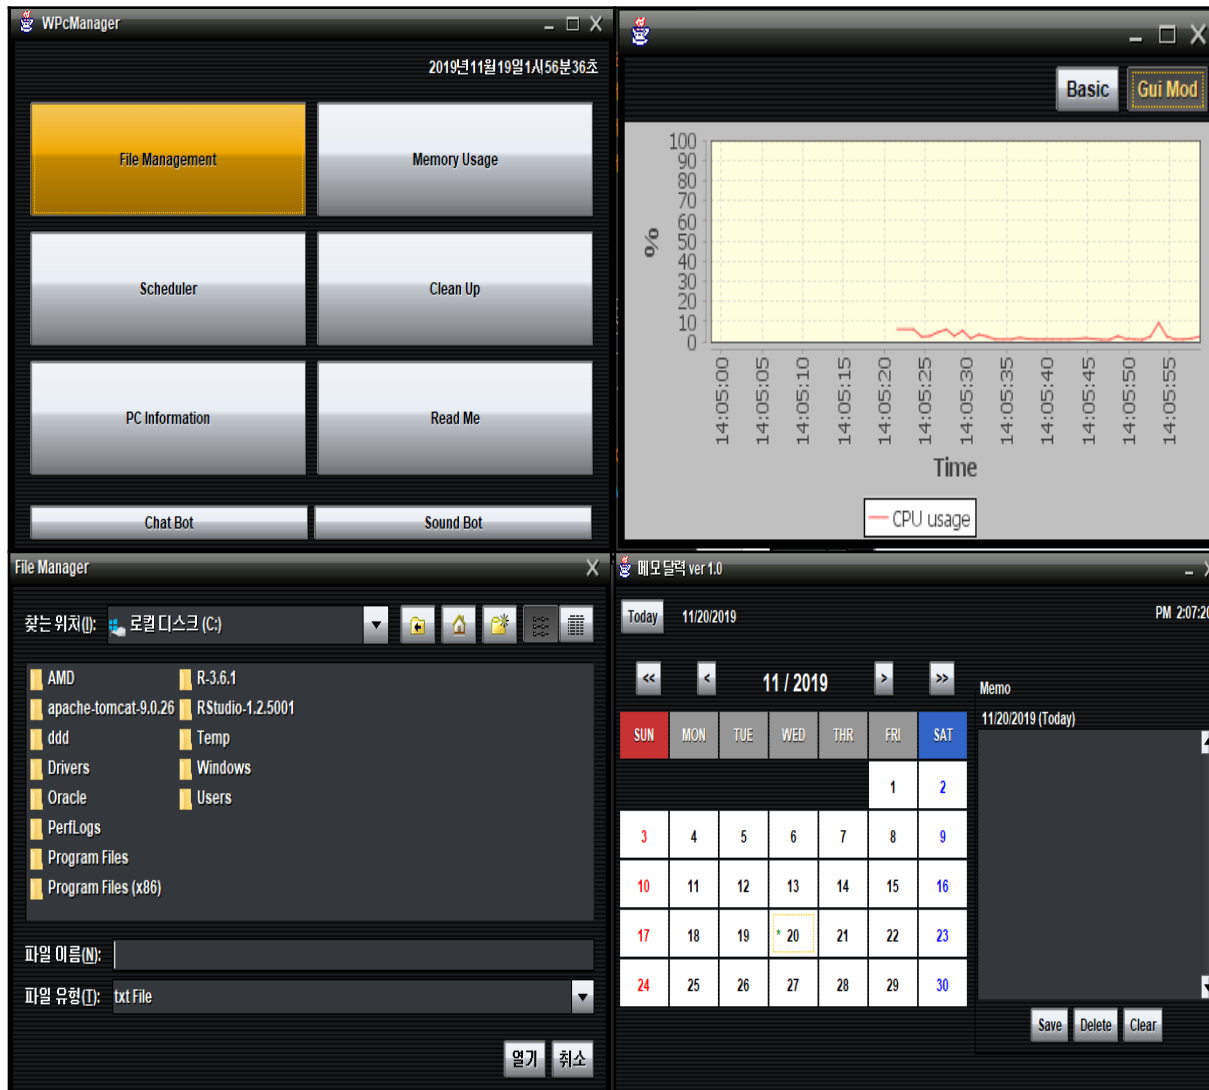 WPcManager
2019년11월19일1시56분36초
File Management
Memory Usage
Scheduler
Clean Up
PC Information
Read Me
Chat Bot
Sound Bot
Basic
Gui Mod
100
90
80
70
60
50
40
30
20
10
0
%
14:05:00
14:05:05
14:05:10
14:05:15
14:05:20
14:05:25
14:05:30
14:05:35
14:05:40
14:05:45
14:05:50
14:05:55
Time
CPU usage
File Manager
찾는 위치(I): 로컬 디스크 (C:)
AMD R-3.6.1
apache-tomcat-9.0.26 RStudio-1.2.5001
ddd Temp
Drivers Windows
Oracle Users
PerfLogs
Program Files
Program Files (x86)
파일 이름(N):
파일 유형(T): txt File
열기 취소
메모 달력 ver 1.0
Today 11/20/2019 PM 2:07:20
<< < 11 / 2019 > >>
SUN MON TUE WED THR FRI SAT
1 2
3 4 5 6 7 8 9
10 11 12 13 14 15 16
17 18 19 * 20 21 22 23
24 25 26 27 28 29 30
Memo
11/20/2019 (Today)
Save Delete Clear